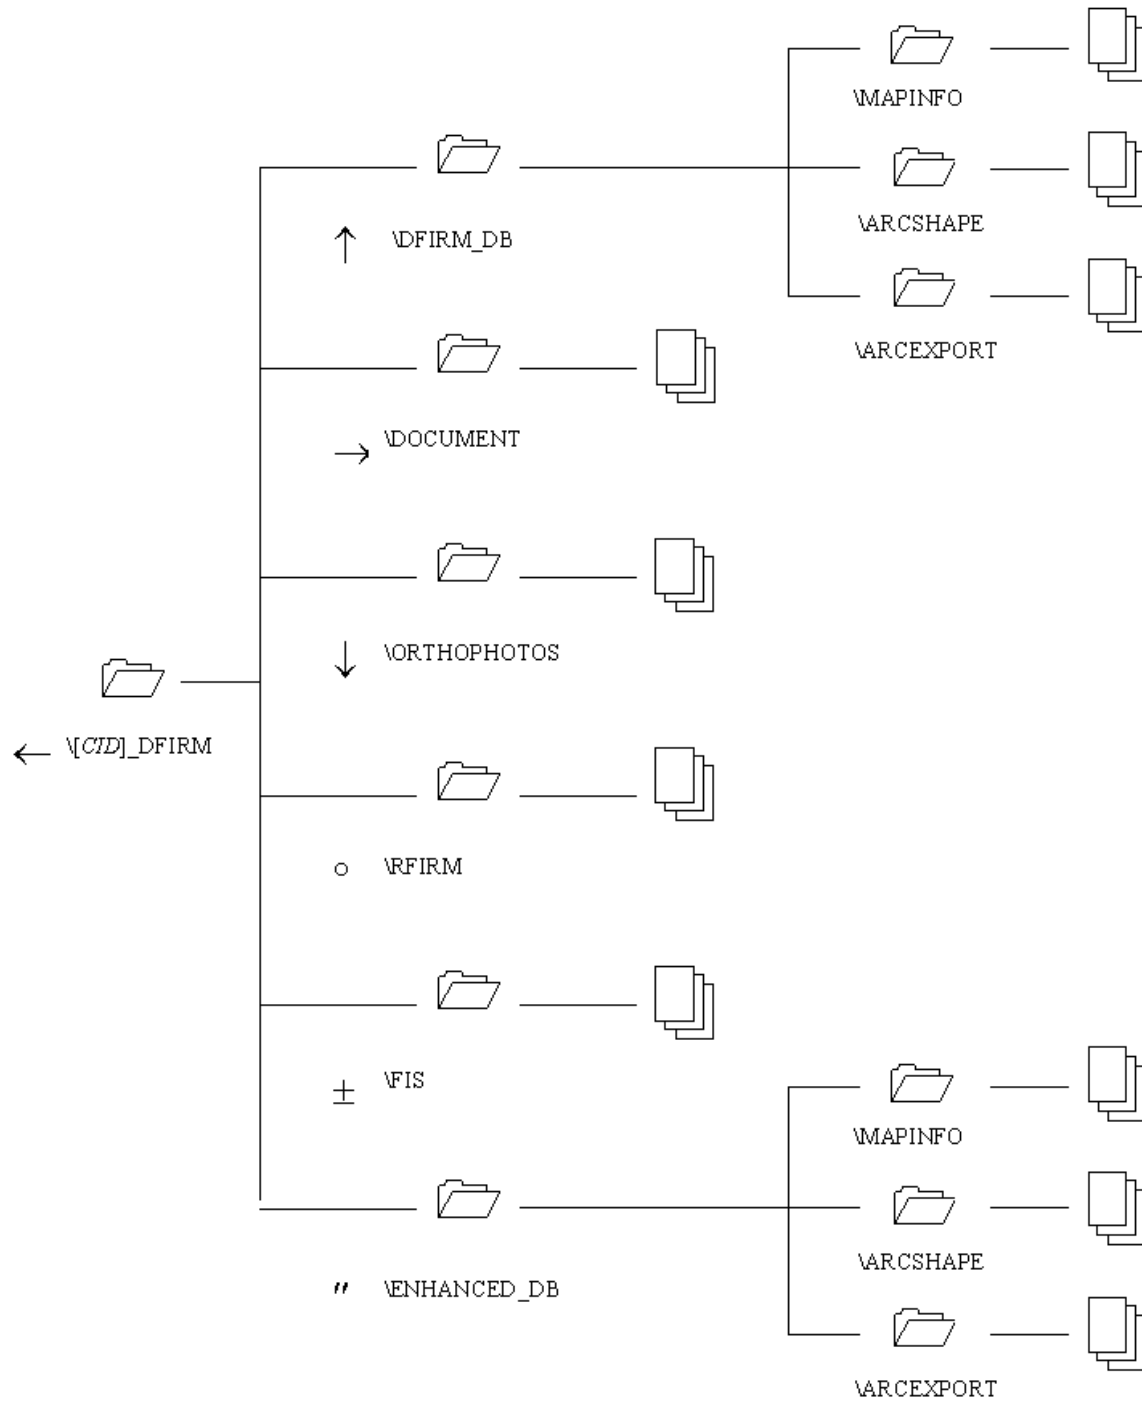 \MAPINFO
\ARCSHAPE
↑ \DFIRM_DB
\ARCEXPORT
→ \DOCUMENT
↓ \ORTHOPHOTOS
← \[CID]_DFIRM
○ \RFIRM
± \FIS
\MAPINFO
\ARCSHAPE
″ \ENHANCED_DB
\ARCEXPORT